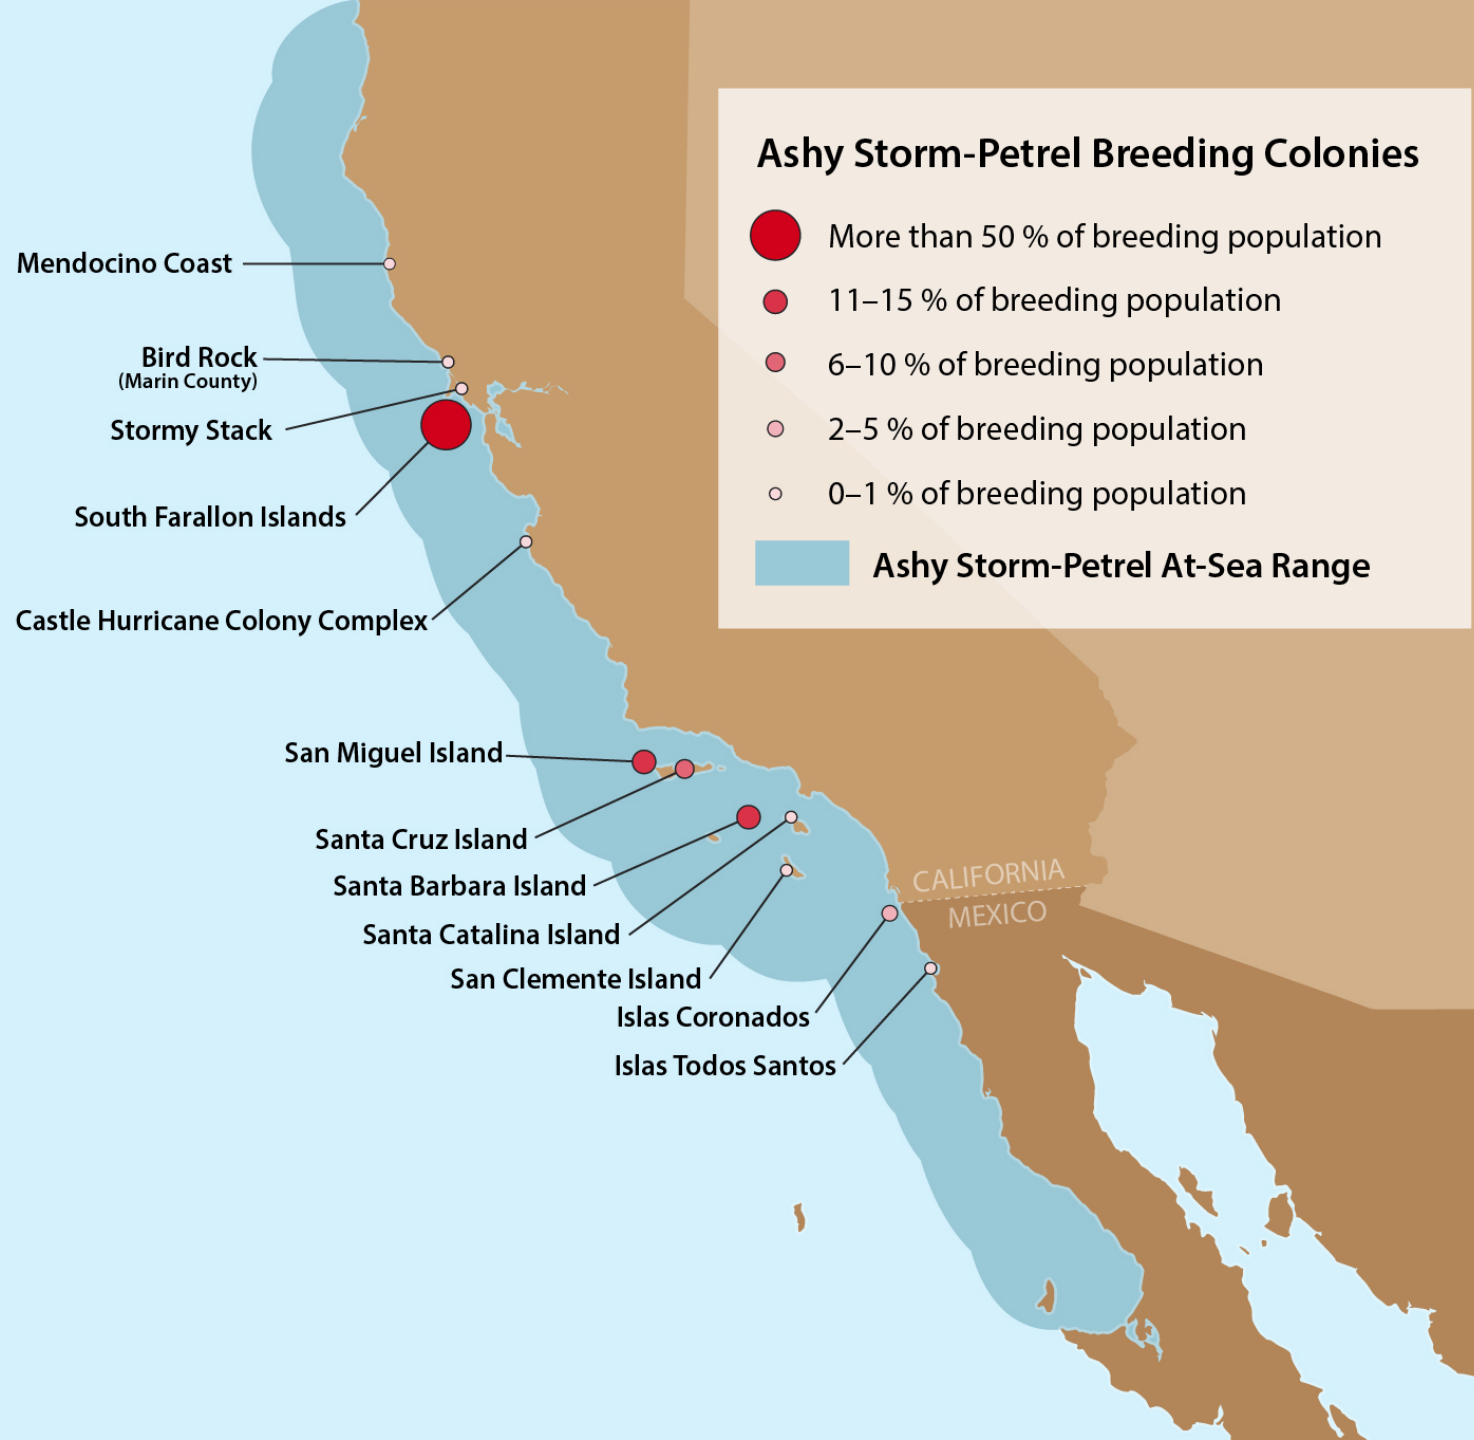 Ashy Storm-Petrel Breeding Colonies
More than 50 % of breeding population
11–15 % of breeding population
6–10 % of breeding population
2–5 % of breeding population
0–1 % of breeding population
Ashy Storm-Petrel At-Sea Range
Mendocino Coast
Bird Rock
(Marin County)
Stormy Stack
South Farallon Islands
Castle Hurricane Colony Complex
San Miguel Island
Santa Cruz Island
Santa Barbara Island
Santa Catalina Island
San Clemente Island
Islas Coronados
Islas Todos Santos
CALIFORNIA
MEXICO